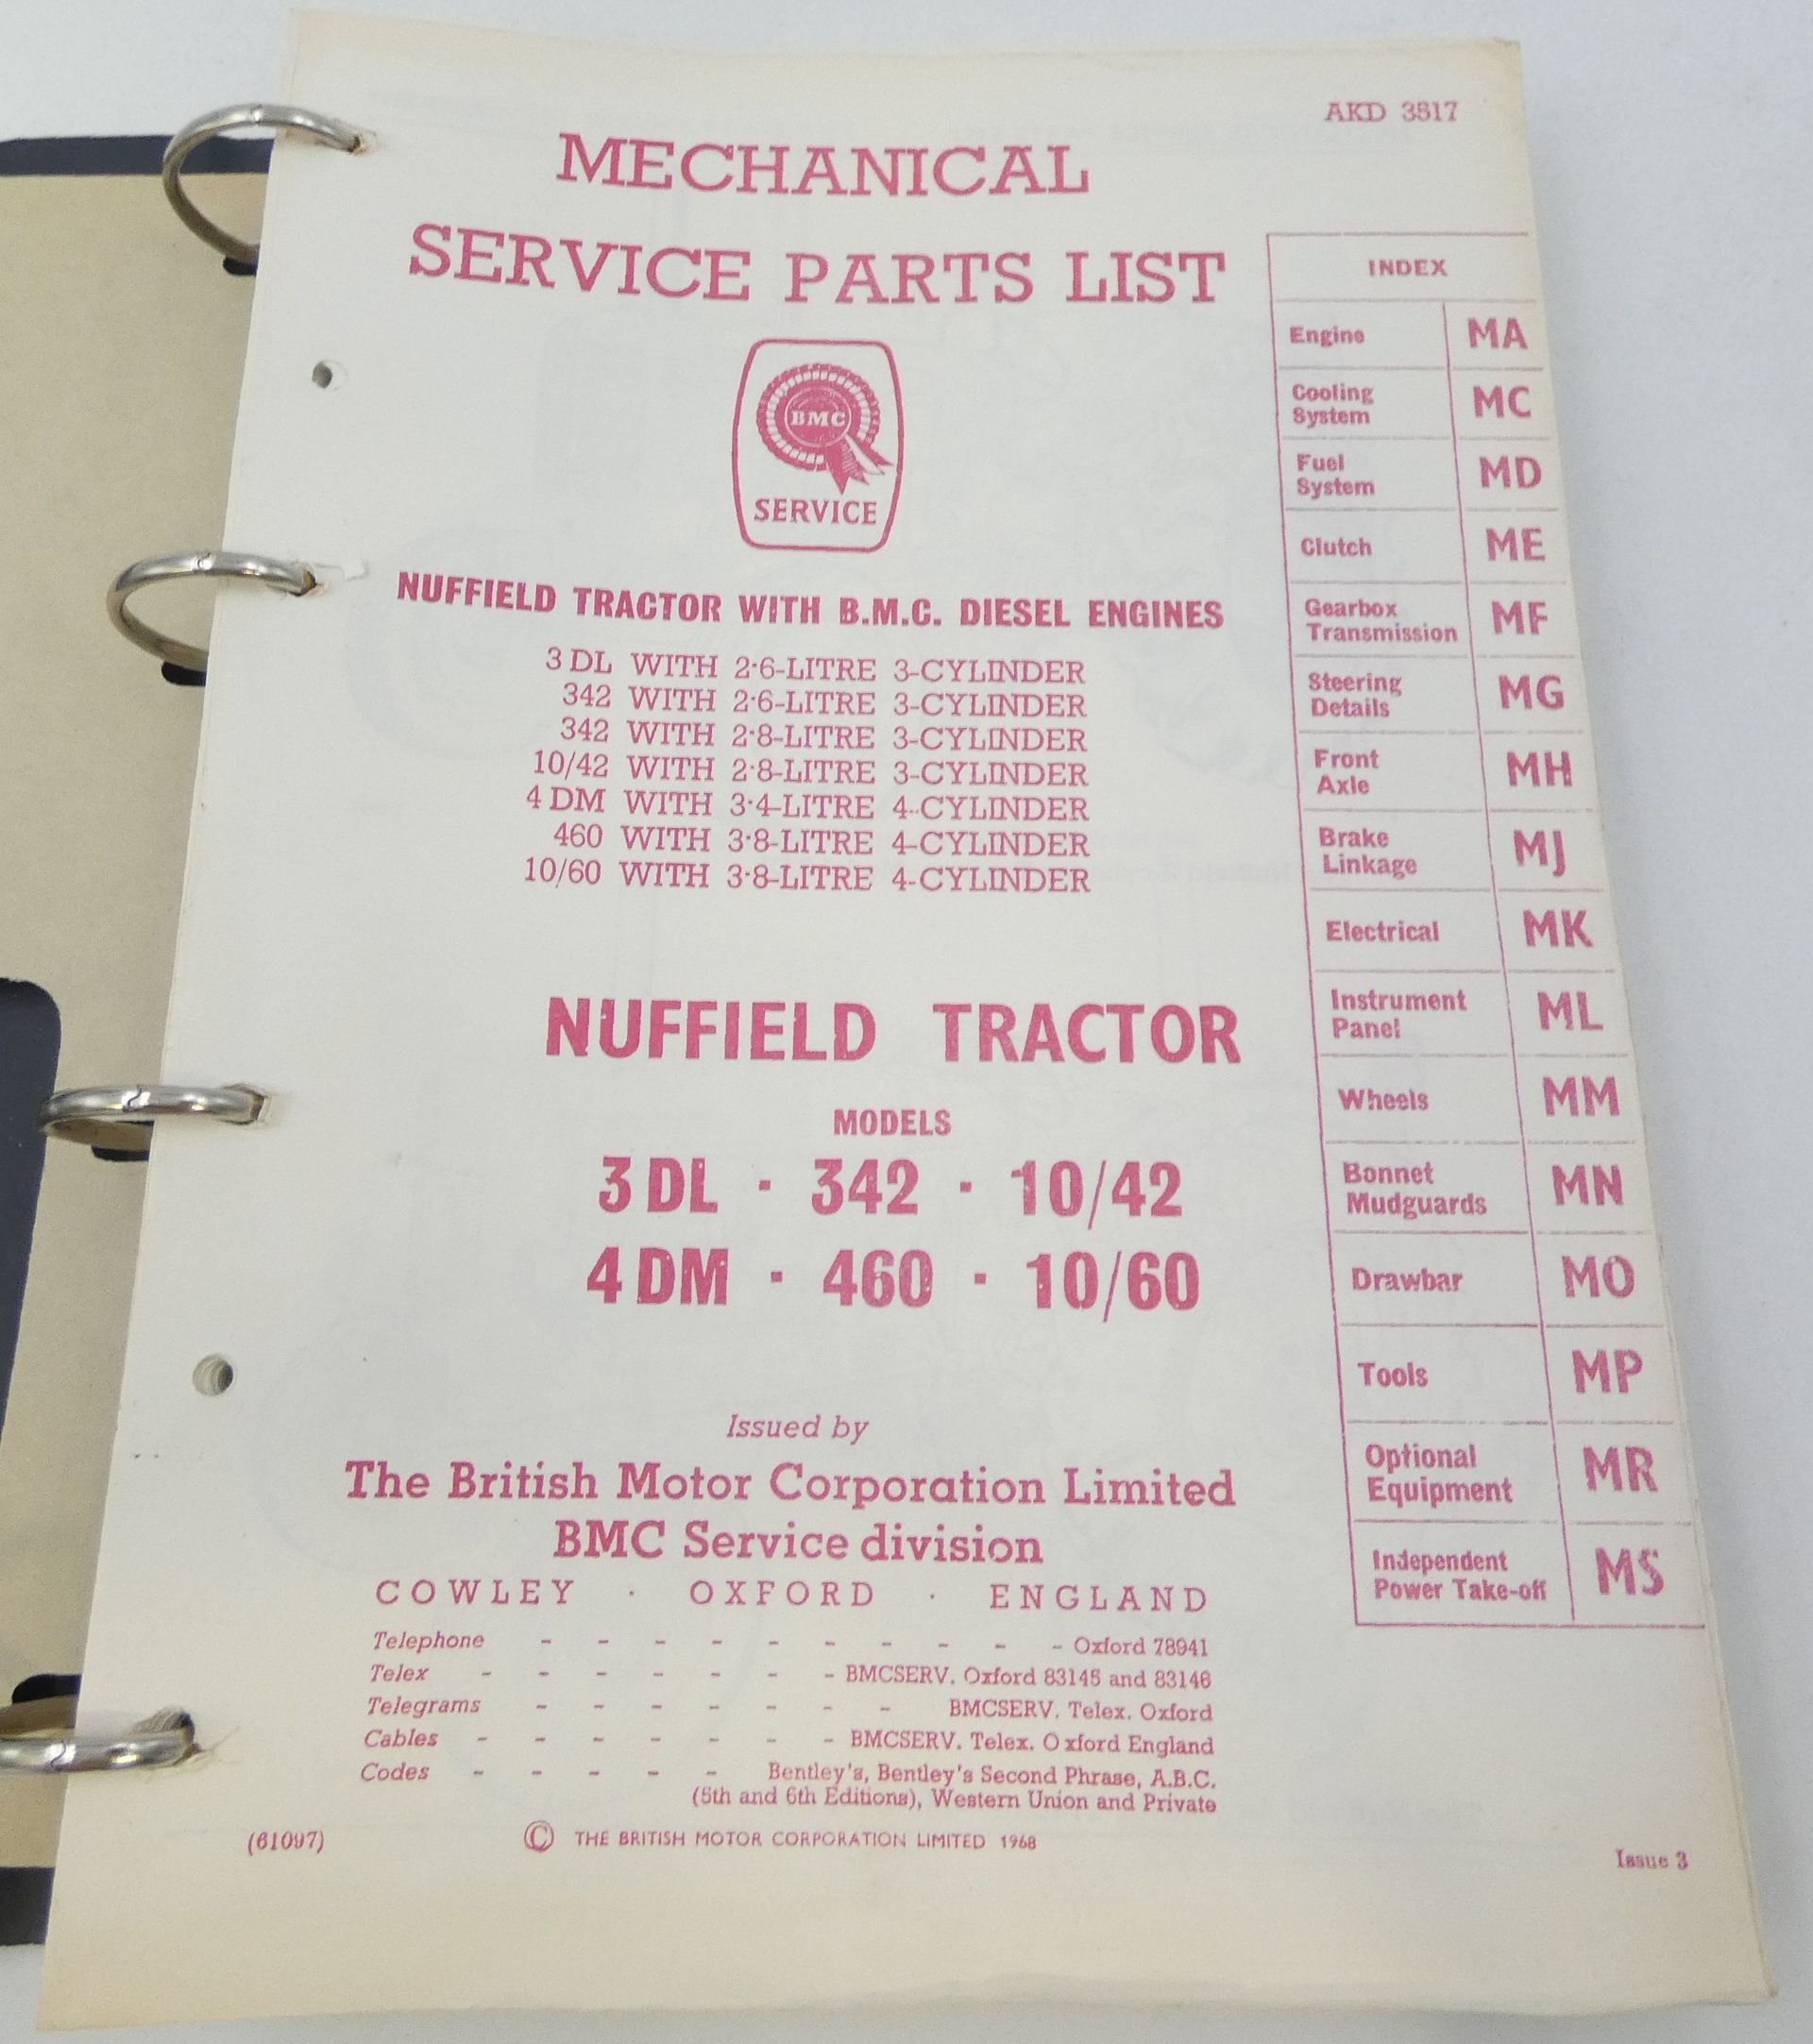 AKD 3517
MECHANICAL
SERVICE PARTS LIST
BMC
SERVICE
NUFFIELD TRACTOR WITH B.M.C. DIESEL ENGINES
3 DL WITH 2·6-LITRE 3-CYLINDER
342 WITH 2·6-LITRE 3-CYLINDER
342 WITH 2·8-LITRE 3-CYLINDER
10/42 WITH 2·8-LITRE 3-CYLINDER
4 DM WITH 3·4-LITRE 4-CYLINDER
460 WITH 3·8-LITRE 4-CYLINDER
10/60 WITH 3·8-LITRE 4-CYLINDER
NUFFIELD TRACTOR
MODELS
3 DL - 342 - 10/42
4 DM - 460 - 10/60
Issued by
The British Motor Corporation Limited
BMC Service division
COWLEY · OXFORD · ENGLAND
Telephone - - - - - - - - - - Oxford 78941
Telex - - - - - - - BMCSERV. Oxford 83145 and 83146
Telegrams - - - - - - - BMCSERV. Telex. Oxford
Cables - - - - - - - BMCSERV. Telex. Oxford England
Codes - - - - - Bentley's, Bentley's Second Phrase, A.B.C.
(5th and 6th Editions), Western Union and Private
(61097) © THE BRITISH MOTOR CORPORATION LIMITED 1968
Issue 3
INDEX
Engine MA
Cooling
System MC
Fuel
System MD
Clutch ME
Gearbox
Transmission MF
Steering
Details MG
Front
Axle MH
Brake
Linkage MJ
Electrical MK
Instrument
Panel ML
Wheels MM
Bonnet
Mudguards MN
Drawbar MO
Tools MP
Optional
Equipment MR
Independent
Power Take-off MS